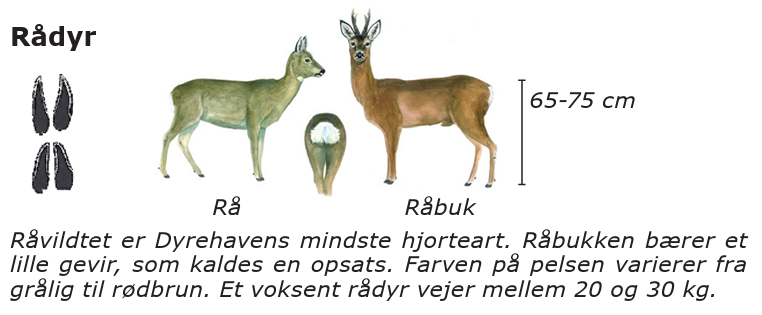 Rådyr
65-75 cm
Rå
Råbuk
Råvildtet er Dyrehavens mindste hjorteart. Råbukken bærer et
lille gevir, som kaldes en opsats. Farven på pelsen varierer fra
grålig til rødbrun. Et voksent rådyr vejer mellem 20 og 30 kg.